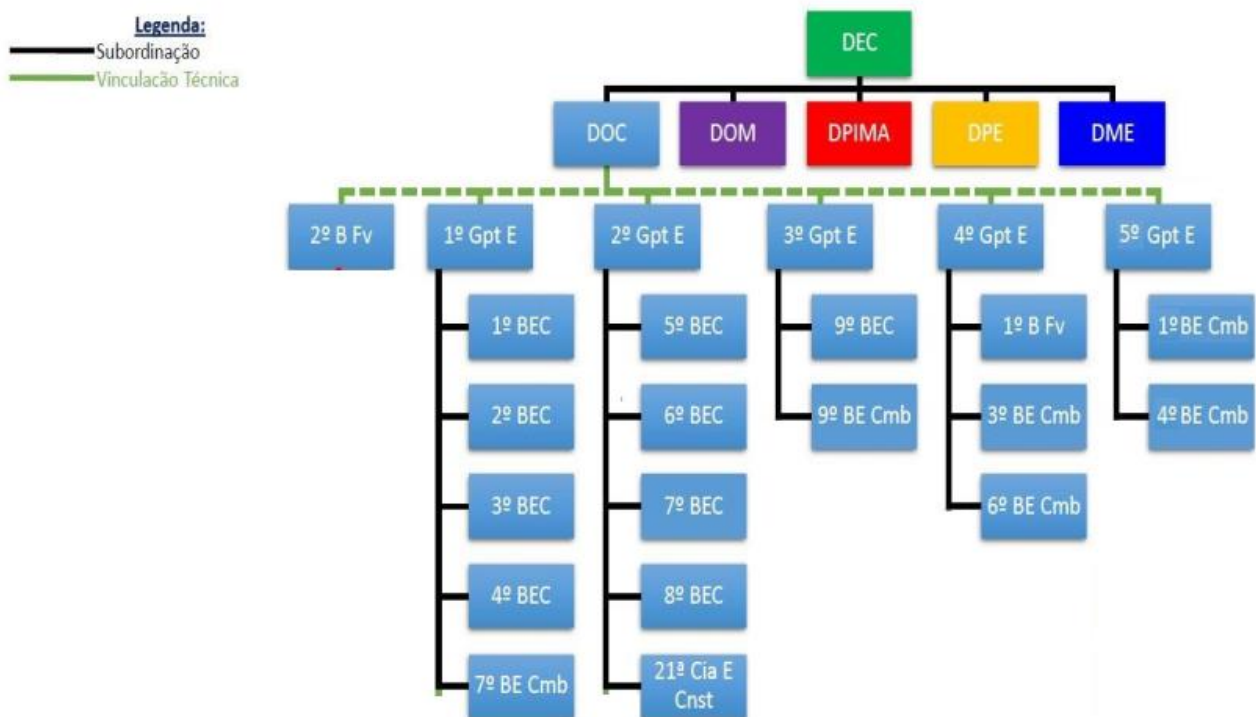 Legenda:
Subordinação
Vinculacão Técnica
DEC
DOC
DOM
DPIMA
DPE
DME
2º B Fv
1º Gpt E
2º Gpt E
3º Gpt E
4º Gpt E
5º Gpt E
1º BEC
5º BEC
9º BEC
1º B Fv
1º BE Cmb
2º BEC
6º BEC
9º BE Cmb
3º BE Cmb
4º BE Cmb
3º BEC
7º BEC
6º BE Cmb
4º BEC
8º BEC
7º BE Cmb
21ª Cia E
Cnst